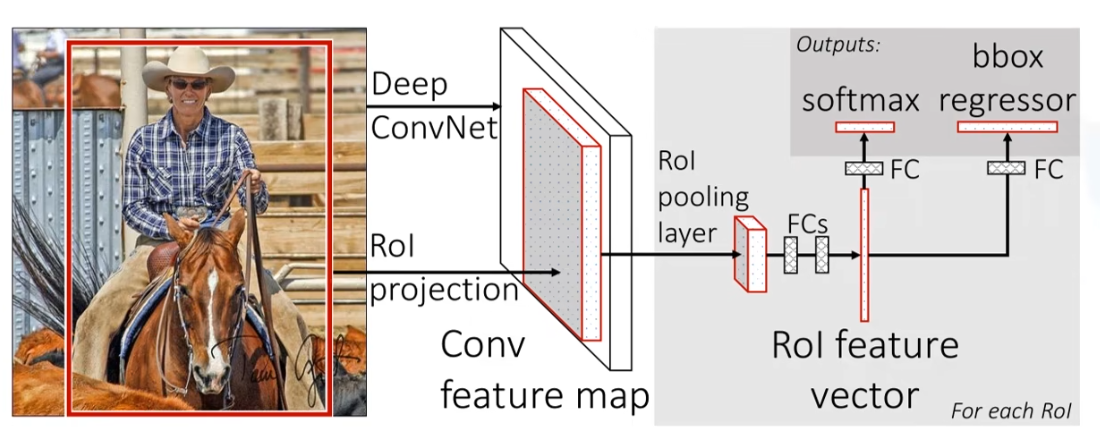 Deep
ConvNet
RoI
projection
Conv
feature map
RoI
pooling
layer
FCs
RoI feature
vector
For each RoI
Outputs:
softmax
bbox
regressor
FC
FC